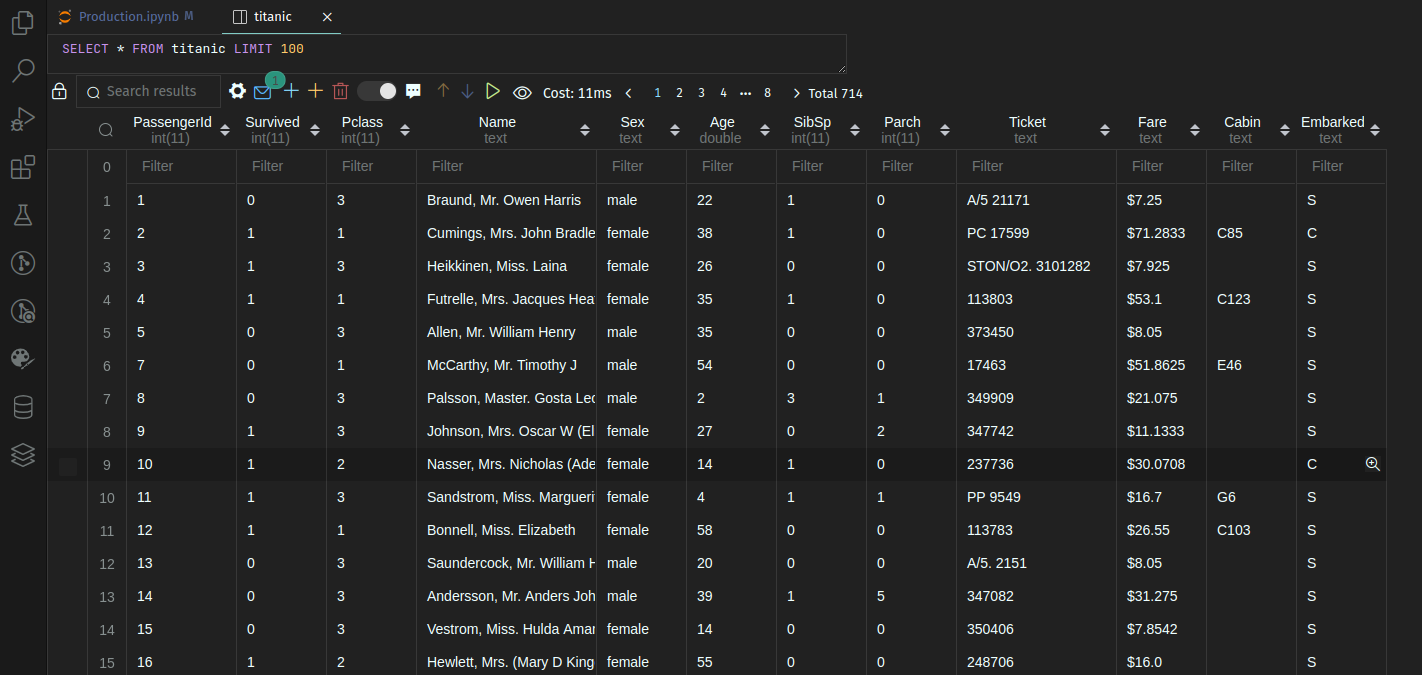 Production.ipynb M titanic
SELECT * FROM titanic LIMIT 100
Search results 1 Cost: 11ms 1 2 3 4 ••• 8 Total 714
PassengerId Survived Pclass Name Sex Age SibSp Parch Ticket Fare Cabin Embarked
int(11) int(11) int(11) text text double int(11) int(11) text text text text
0 Filter Filter Filter Filter Filter Filter Filter Filter Filter Filter Filter Filter
1 1 0 3 Braund, Mr. Owen Harris male 22 1 0 A/5 21171 $7.25 S
2 2 1 1 Cumings, Mrs. John Bradle female 38 1 0 PC 17599 $71.2833 C85 C
3 3 1 3 Heikkinen, Miss. Laina female 26 0 0 STON/O2. 3101282 $7.925 S
4 4 1 1 Futrelle, Mrs. Jacques Hea female 35 1 0 113803 $53.1 C123 S
5 5 0 3 Allen, Mr. William Henry male 35 0 0 373450 $8.05 S
6 7 0 1 McCarthy, Mr. Timothy J male 54 0 0 17463 $51.8625 E46 S
7 8 0 3 Palsson, Master. Gosta Leo male 2 3 1 349909 $21.075 S
8 9 1 3 Johnson, Mrs. Oscar W (El female 27 0 2 347742 $11.1333 S
9 10 1 2 Nasser, Mrs. Nicholas (Ade female 14 1 0 237736 $30.0708 C
10 11 1 3 Sandstrom, Miss. Margueri female 4 1 1 PP 9549 $16.7 G6 S
11 12 1 1 Bonnell, Miss. Elizabeth female 58 0 0 113783 $26.55 C103 S
12 13 0 3 Saundercock, Mr. William H male 20 0 0 A/5. 2151 $8.05 S
13 14 0 3 Andersson, Mr. Anders Joh male 39 1 5 347082 $31.275 S
14 15 0 3 Vestrom, Miss. Hulda Amai female 14 0 0 350406 $7.8542 S
15 16 1 2 Hewlett, Mrs. (Mary D King female 55 0 0 248706 $16.0 S